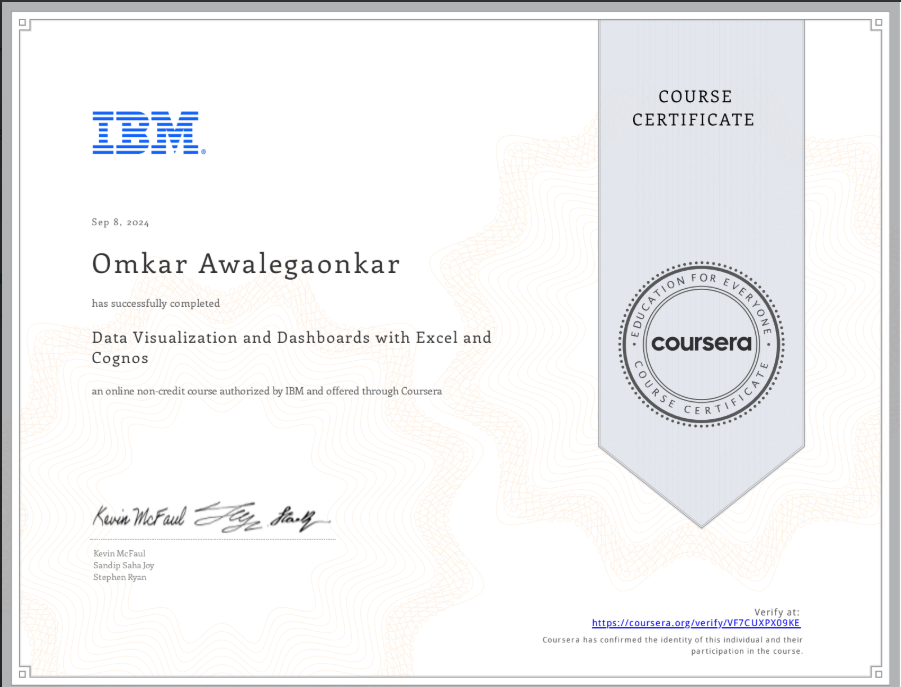 COURSE
CERTIFICATE
IBM®
Sep 8, 2024
Omkar Awalegaonkar
has successfully completed
Data Visualization and Dashboards with Excel and
Cognos
an online non-credit course authorized by IBM and offered through Coursera
EDUCATION FOR EVERYONE
coursera
COURSE CERTIFICATE
Kevin McFaul
Kevin McFaul
Sandip Saha Joy
Stephen Ryan
Verify at:
https://coursera.org/verify/VF7CUXPX09KE
Coursera has confirmed the identity of this individual and their
participation in the course.